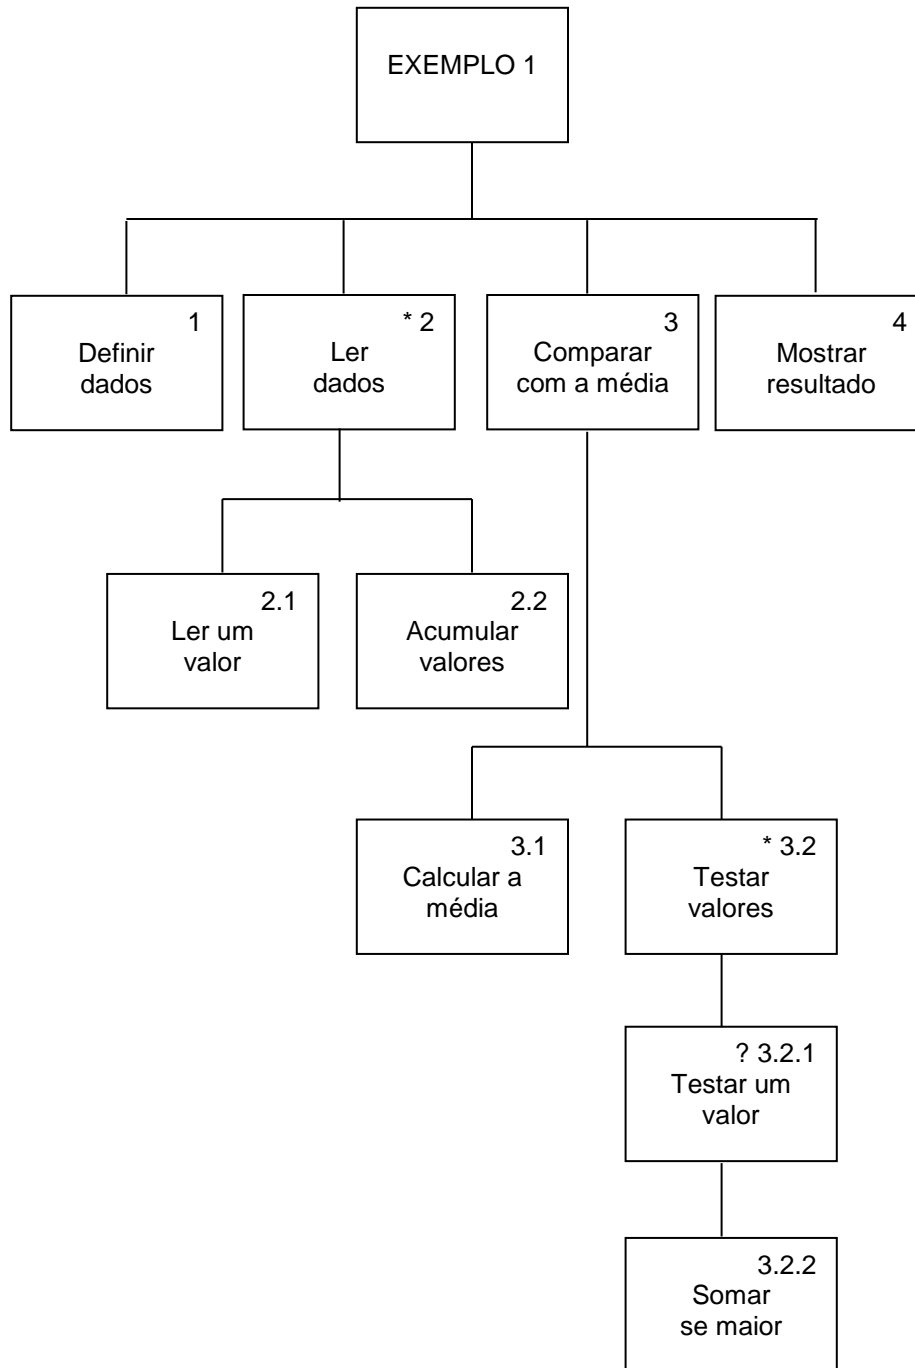 EXEMPLO 1
1
Definir
dados
* 2
Ler
dados
3
Comparar
com a média
4
Mostrar
resultado
2.1
Ler um
valor
2.2
Acumular
valores
3.1
Calcular a
média
* 3.2
Testar
valores
? 3.2.1
Testar um
valor
3.2.2
Somar
se maior